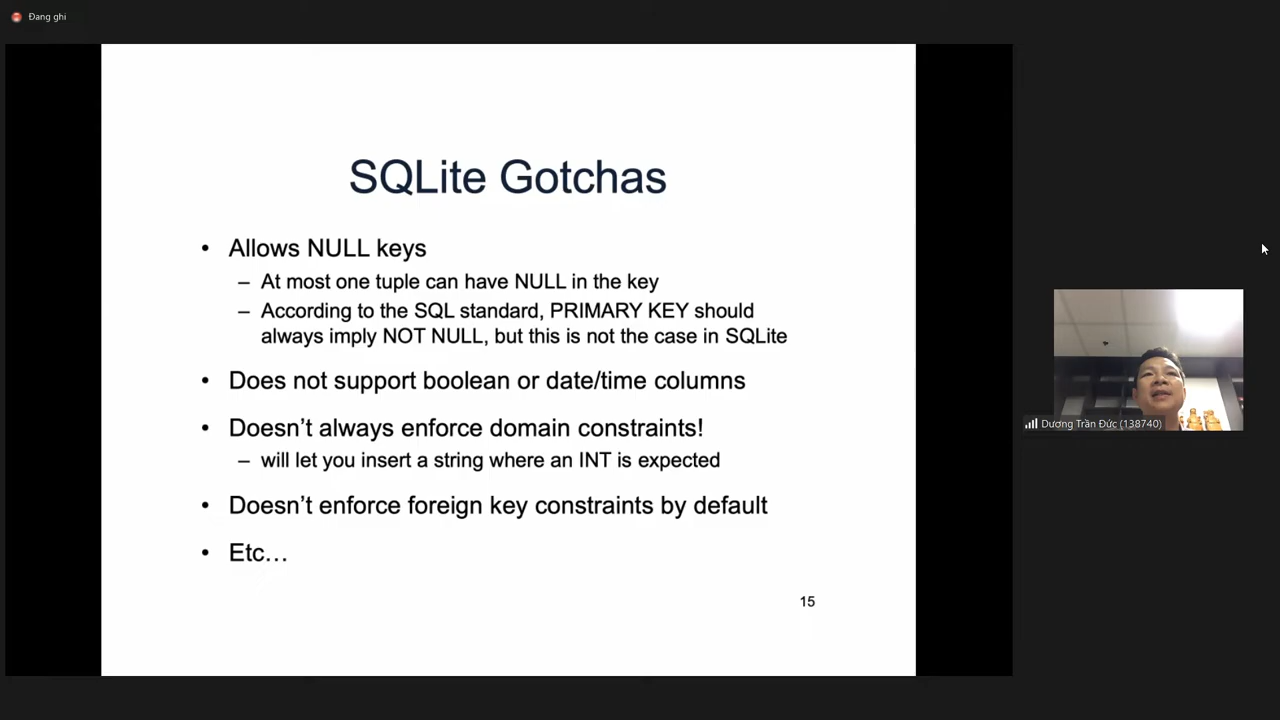 Đang ghi
SQLite Gotchas
• Allows NULL keys
– At most one tuple can have NULL in the key
– According to the SQL standard, PRIMARY KEY should
always imply NOT NULL, but this is not the case in SQLite
• Does not support boolean or date/time columns
• Doesn't always enforce domain constraints!
– will let you insert a string where an INT is expected
• Doesn't enforce foreign key constraints by default
• Etc…
15
Dương Trần Đức (138740)